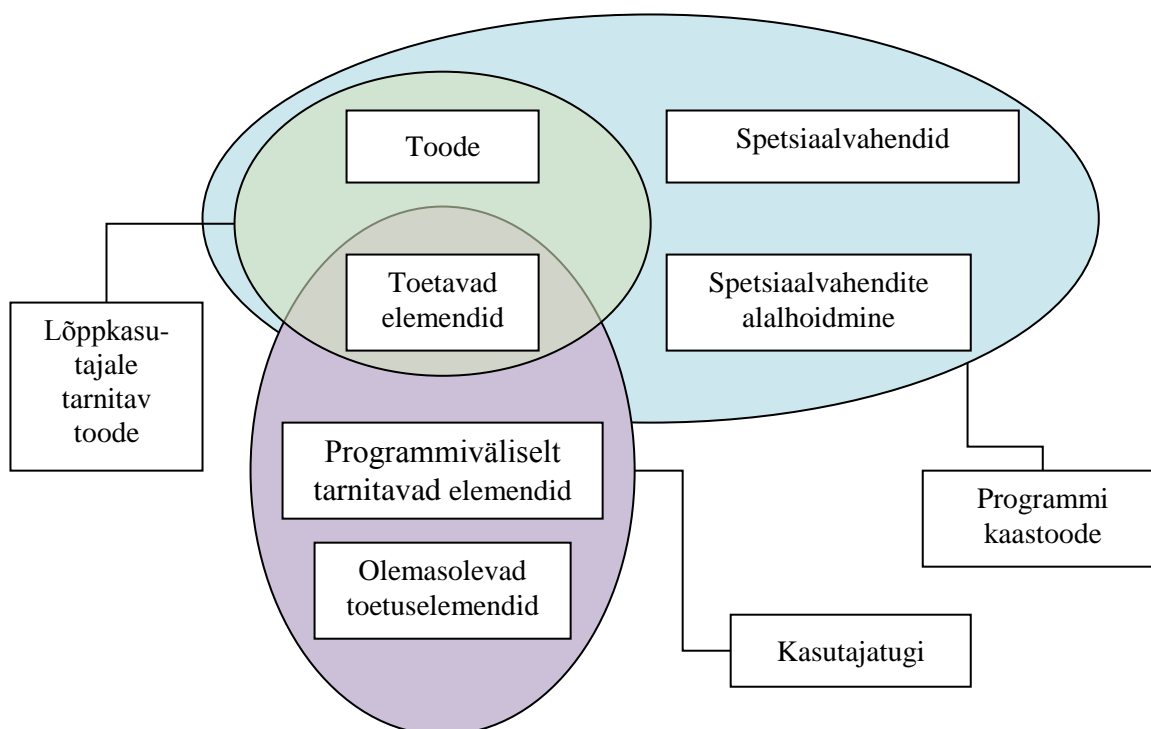 Toode
Spetsiaalvahendid
Toetavad
elemendid
Spetsiaalvahendite
alalhoidmine
Lõppkasu-
tajale
tarnitav
toode
Programmiväliselt
tarnitavad elemendid
Programmi
kaastoode
Olemasolevad
toetuselemendid
Kasutajatugi